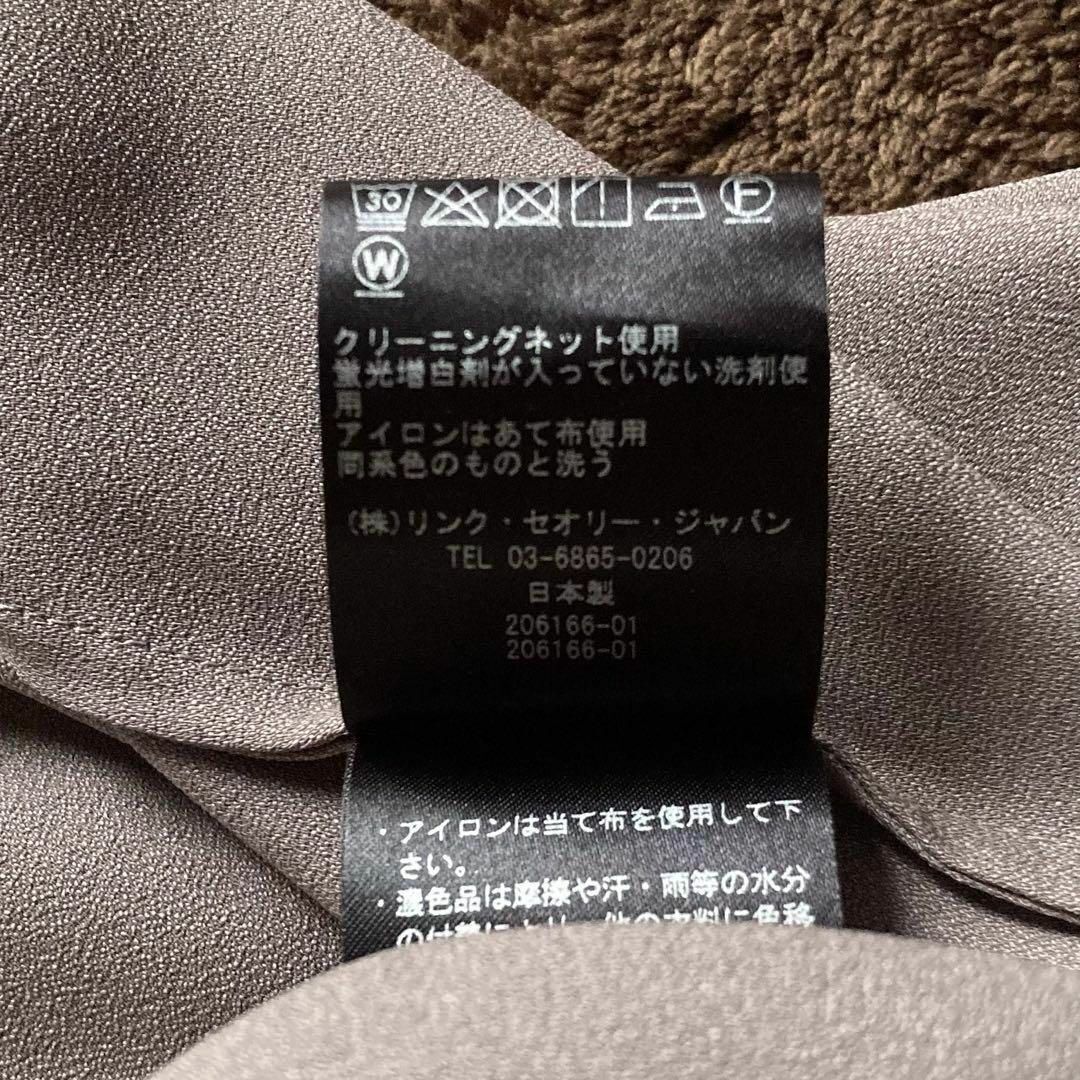 30 F
W
クリーニングネット使用
蛍光増白剤が入っていない洗剤使
用
アイロンはあて布使用
同系色のものと洗う
(株)リンク・セオリー・ジャパン
TEL 03-6865-0206
日本製
206166-01
206166-01
・アイロンは当て布を使用して下
さい。
・濃色品は摩擦や汗・雨等の水分